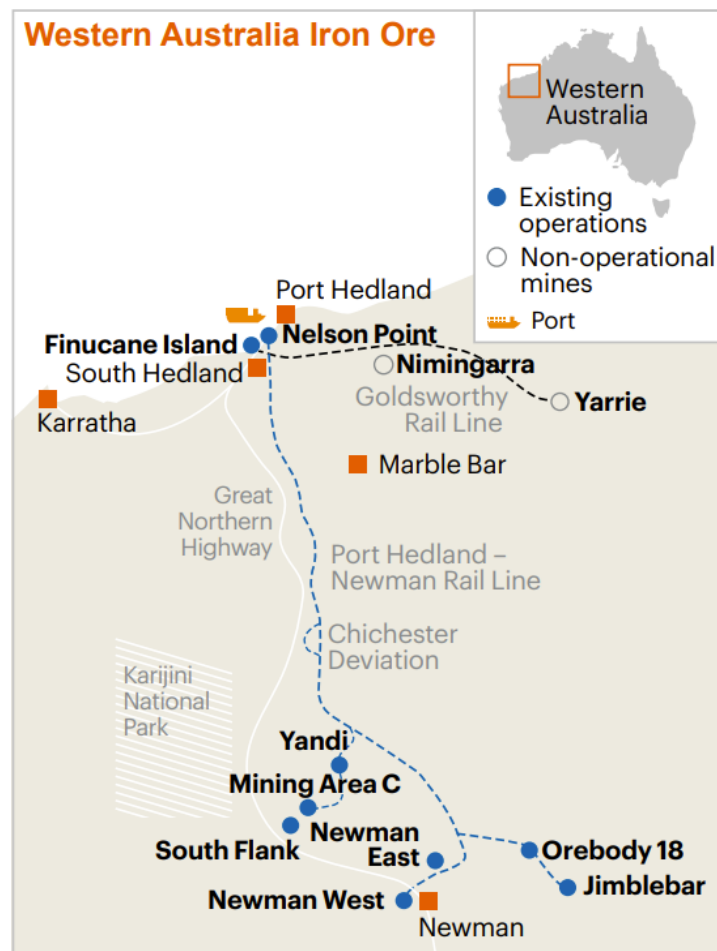 Western Australia Iron Ore
Western
Australia
Existing
operations
Non-operational
mines
Port
Port Hedland
Nelson Point
Finucane Island
South Hedland
Nimingarra
Goldsworthy
Rail Line
Yarrie
Karratha
Marble Bar
Great
Northern
Highway
Port Hedland –
Newman Rail Line
Chichester
Deviation
Karijini
National
Park
Yandi
Mining Area C
South Flank
Newman
East
Orebody 18
Jimblebar
Newman West
Newman